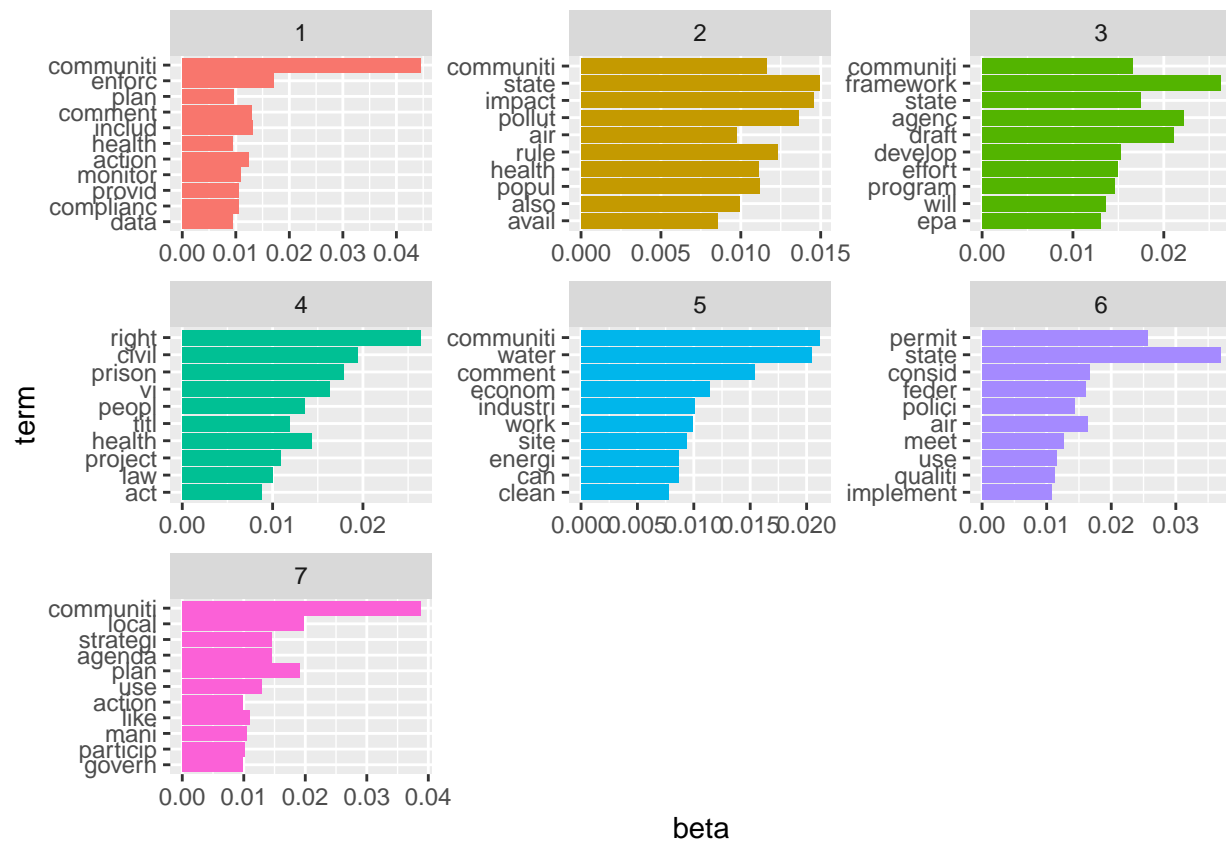 1
communiti
enforc
plan
comment
includ
health
action
monitor
provid
complianc
data
0.00 0.01 0.02 0.03 0.04
2
communiti
state
impact
pollut
air
rule
health
popul
also
avail
0.000 0.005 0.010 0.015
3
communiti
framework
state
agenc
draft
develop
effort
program
will
epa
0.00 0.01 0.02
4
right
civil
prison
vi
peopl
titl
health
project
law
act
0.00 0.01 0.02
5
communiti
water
comment
econom
industri
work
site
energi
can
clean
0.000 0.005 0.010 0.015 0.020
6
permit
state
consid
feder
polici
air
meet
use
qualiti
implement
0.00 0.01 0.02 0.03
7
communiti
local
strategi
agenda
plan
use
action
like
mani
particip
govern
0.00 0.01 0.02 0.03 0.04
term
beta